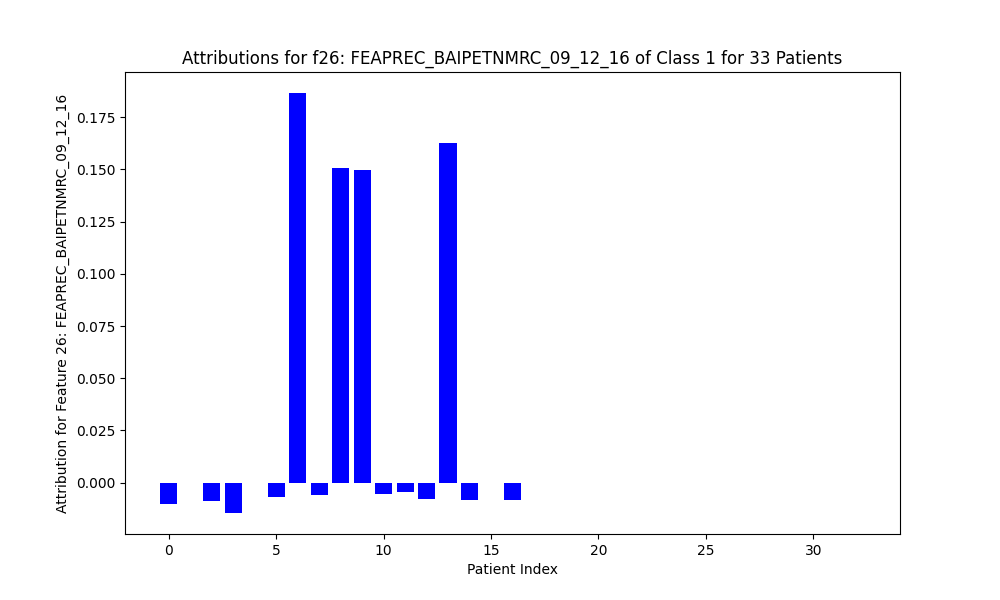 Attributions for f26: FEAPREC_BAIPETNMRC_09_12_16 of Class 1 for 33 Patients
Attribution for Feature 26: FEAPREC_BAIPETNMRC_09_12_16
0.175
0.150
0.125
0.100
0.075
0.050
0.025
0.000
0 5 10 15 20 25 30
Patient Index